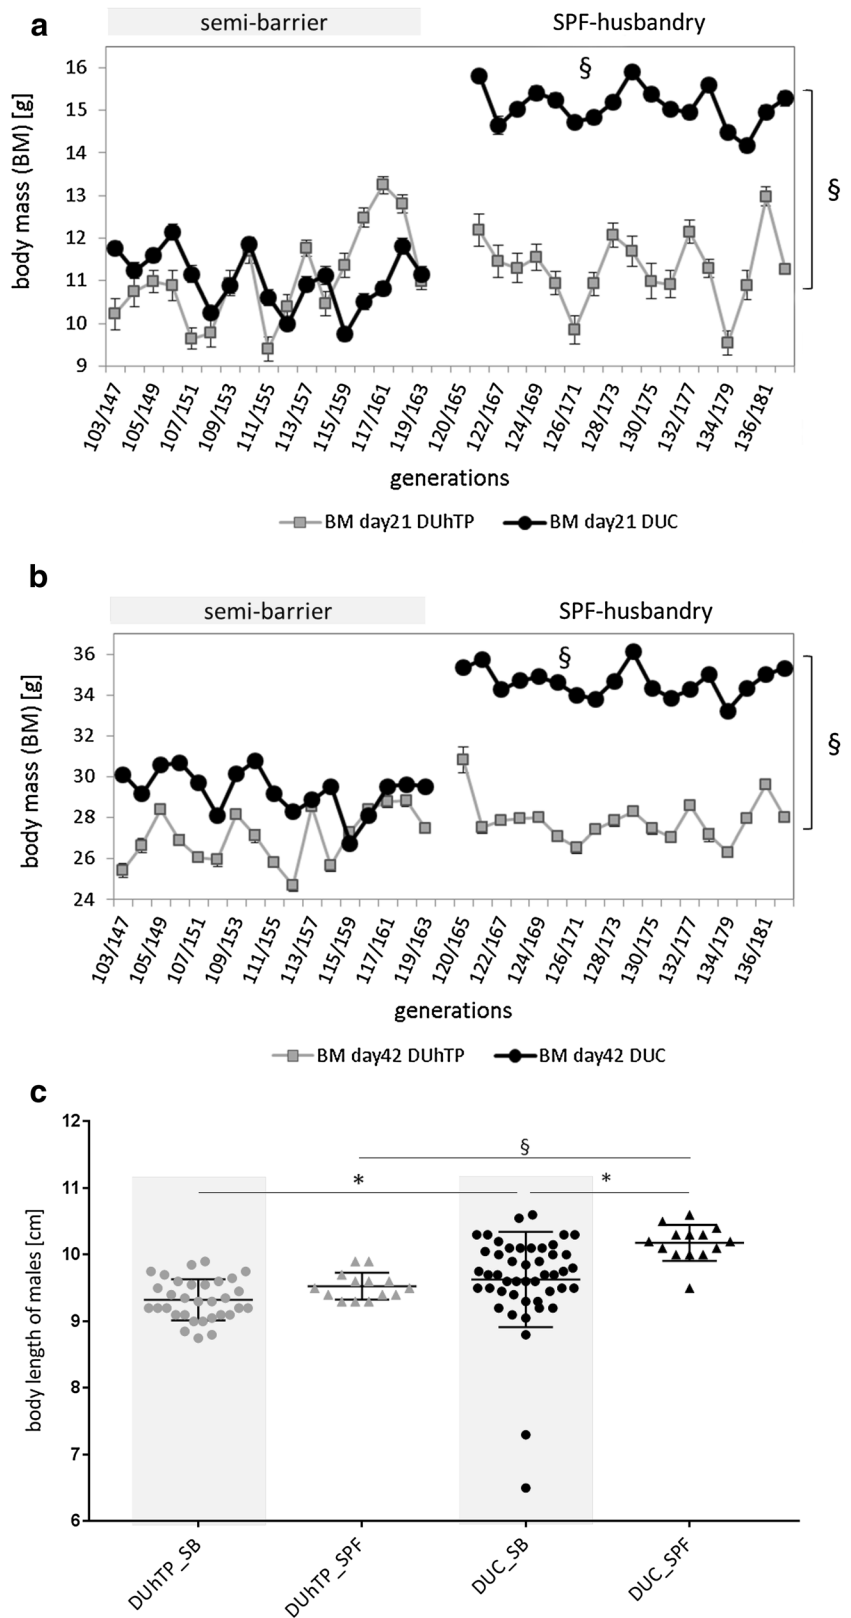 a
semi-barrier SPF-husbandry
body mass (BM) [g]
16
15
14
13
12
11
10
9
§
§
103/147 105/149 107/151 109/153 111/155 113/157 115/159 117/161 119/163 120/165 122/167 124/169 126/171 128/173 130/175 132/177 134/179 136/181
generations
BM day21 DUhTP BM day21 DUC
b
semi-barrier SPF-husbandry
body mass (BM) [g]
36
34
32
30
28
26
24
§
§
103/147 105/149 107/151 109/153 111/155 113/157 115/159 117/161 119/163 120/165 122/167 124/169 126/171 128/173 130/175 132/177 134/179 136/181
generations
BM day42 DUhTP BM day42 DUC
c
body length of males [cm]
12
11
10
9
8
7
6
§
* *
DUhTP_SB DUhTP_SPF DUC_SB DUC_SPF